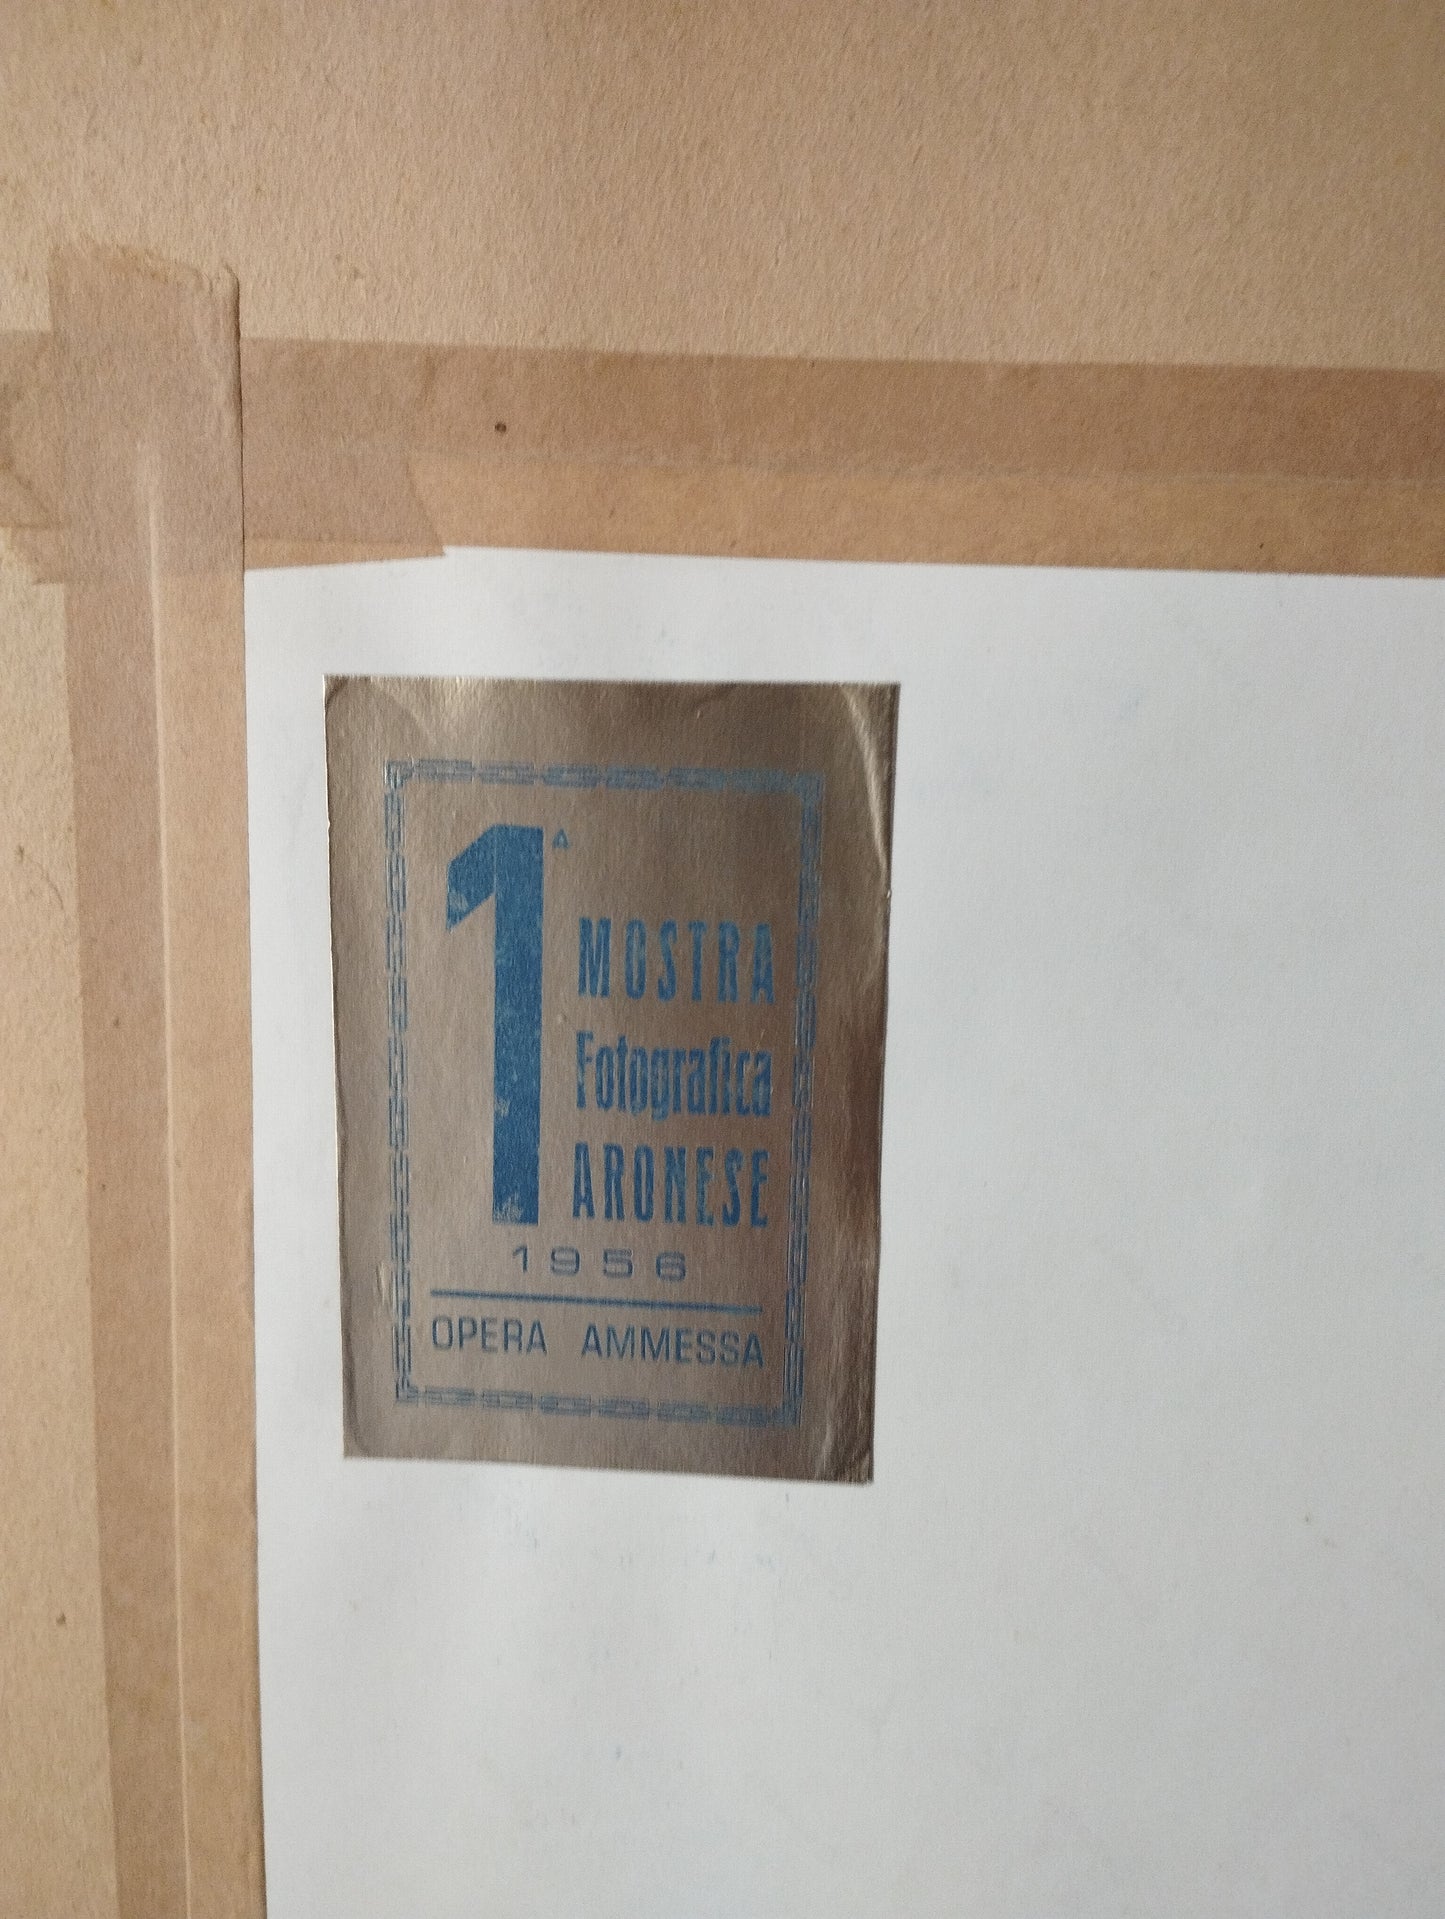 1A
MOSTRA
Fotografica
ARONESE
1956
OPERA AMMESSA